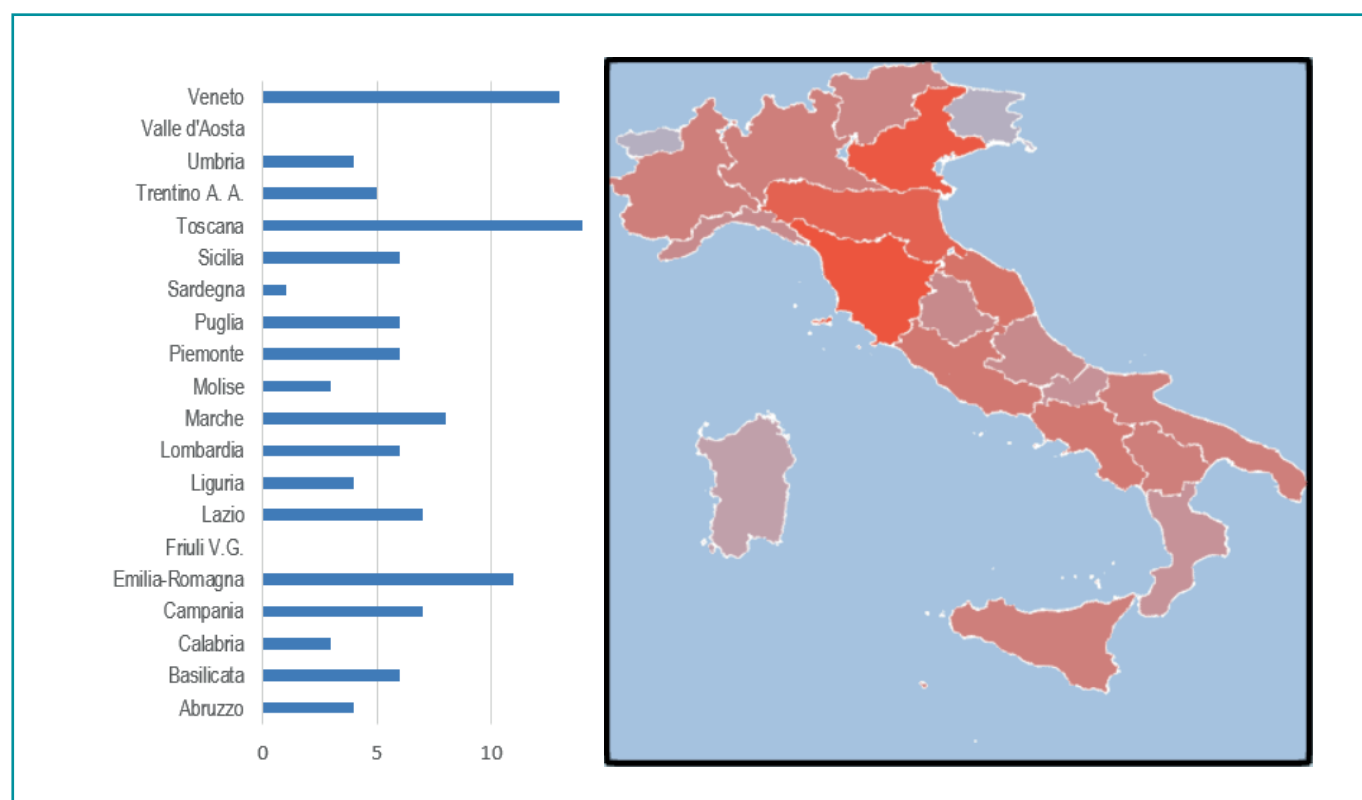 Veneto
Valle d'Aosta
Umbria
Trentino A. A.
Toscana
Sicilia
Sardegna
Puglia
Piemonte
Molise
Marche
Lombardia
Liguria
Lazio
Friuli V.G.
Emilia-Romagna
Campania
Calabria
Basilicata
Abruzzo
0 5 10